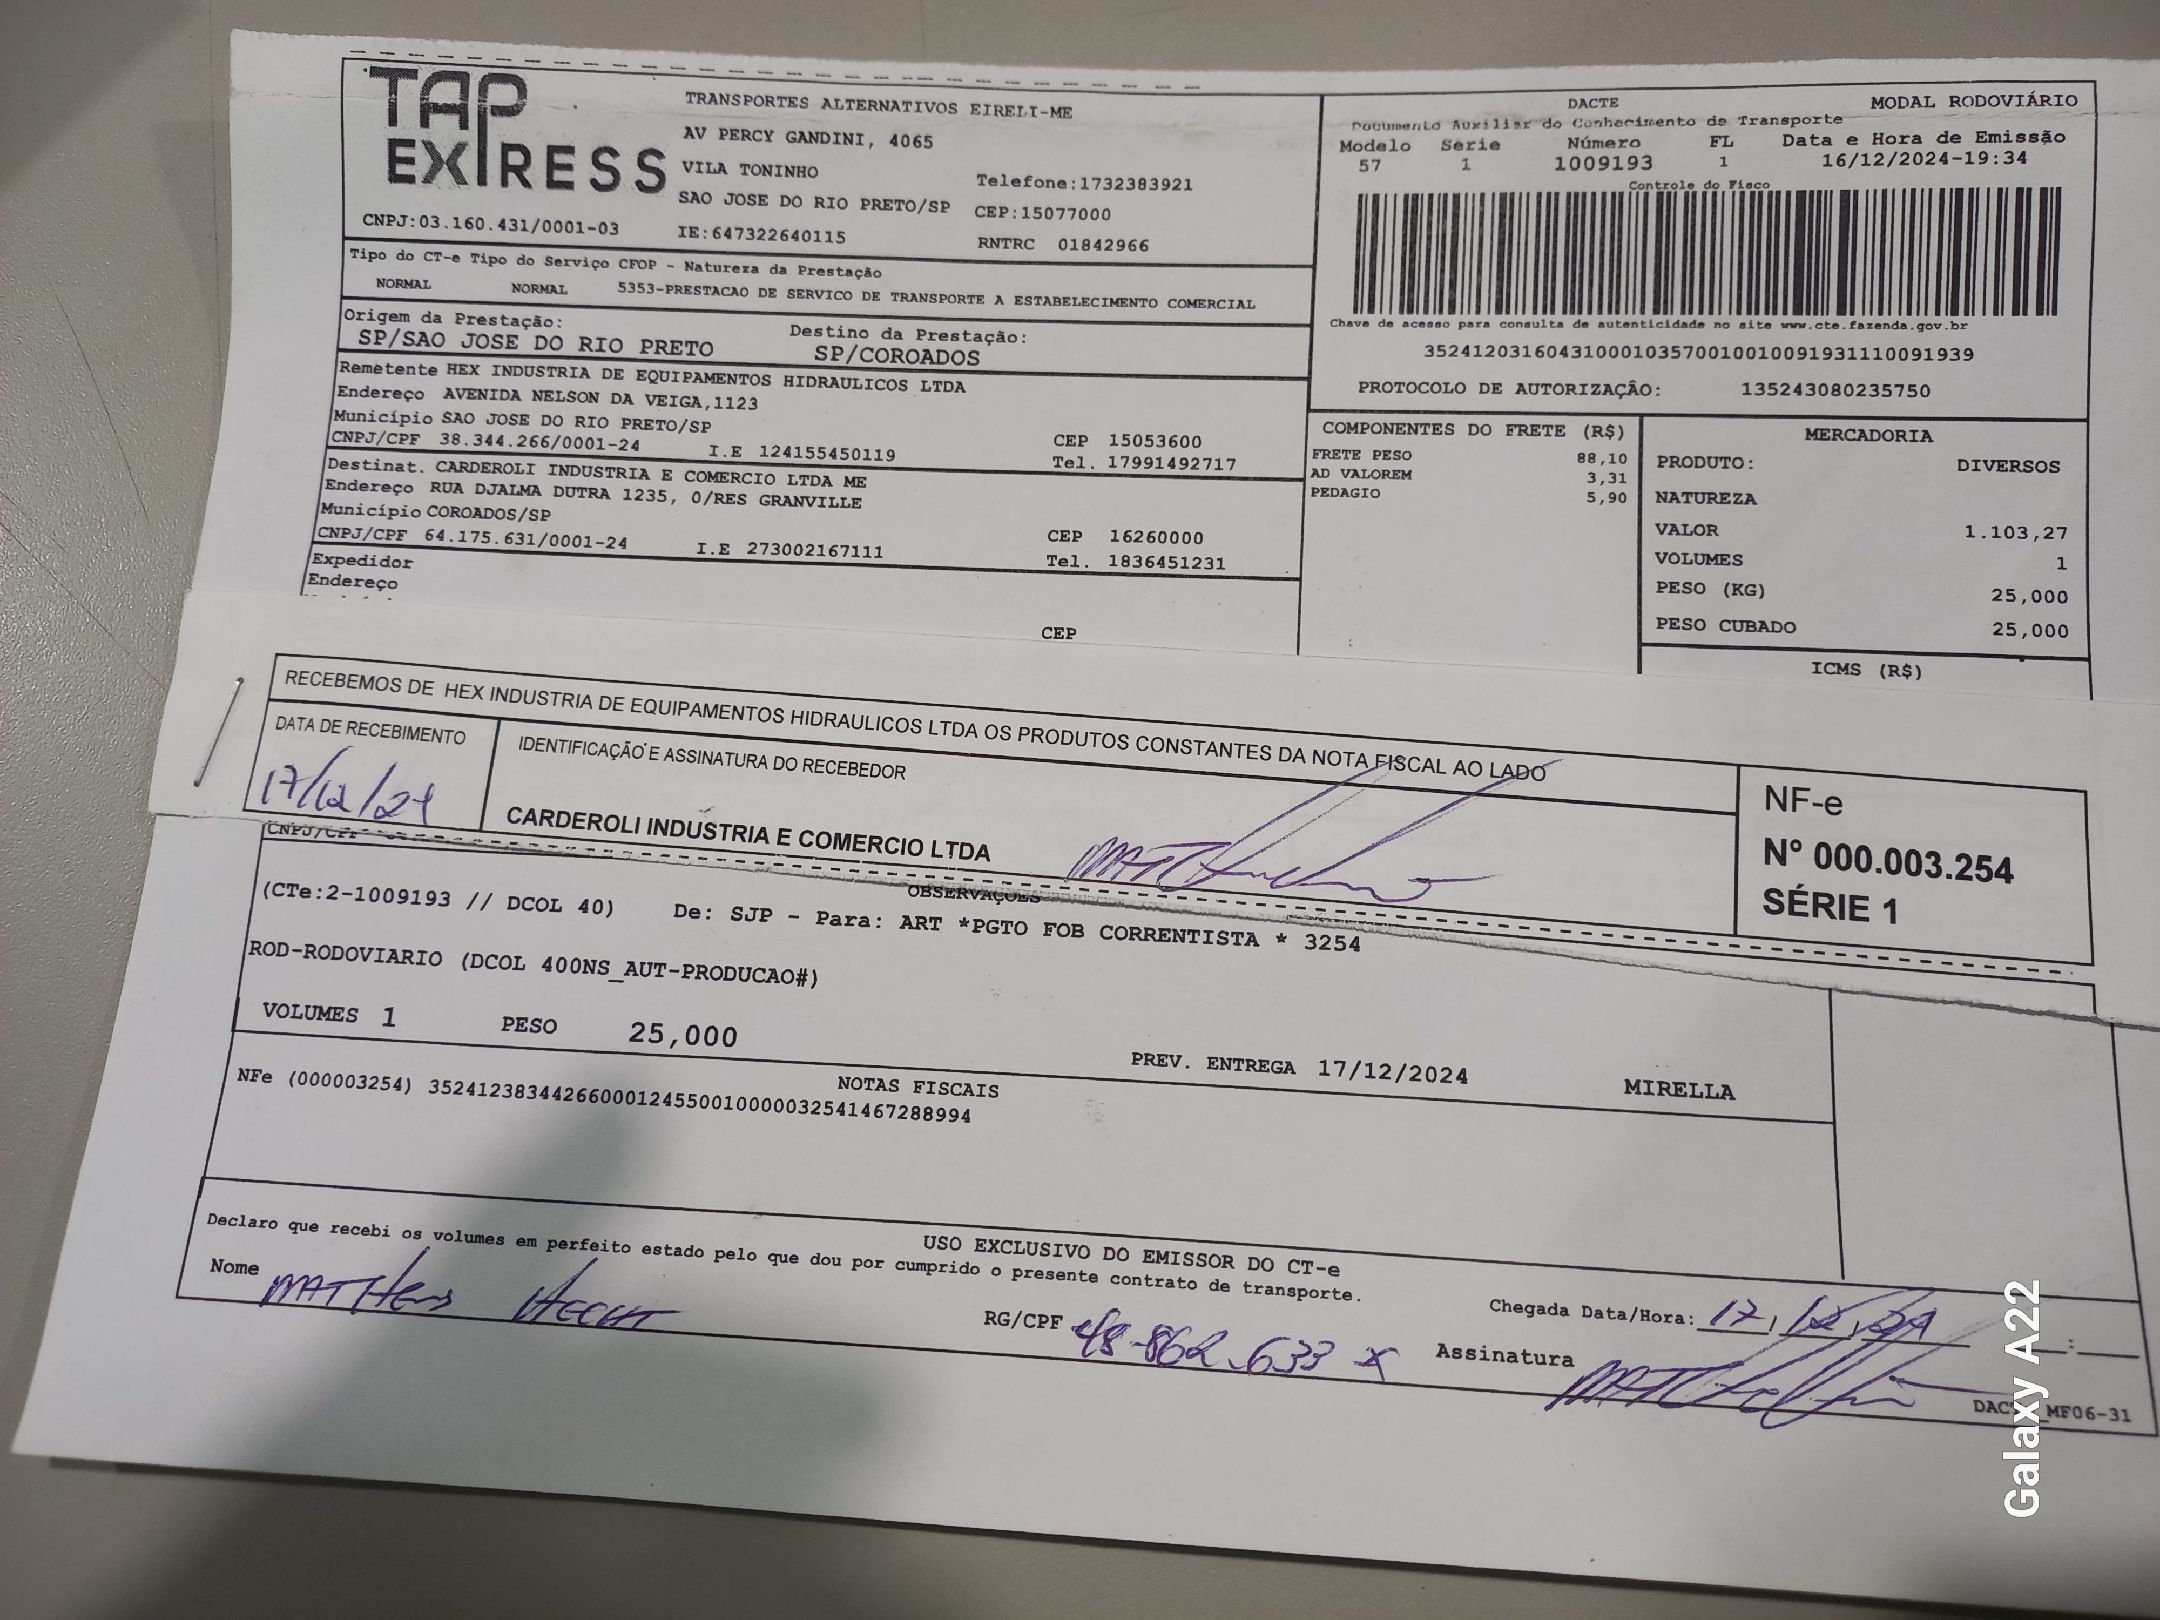 TAP EXPRESS
TRANSPORTES ALTERNATIVOS EIRELI-ME
AV PERCY GANDINI, 4065
VILA TONINHO
Telefone:1732383921
SAO JOSE DO RIO PRETO/SP CEP:15077000
CNPJ:03.160.431/0001-03 IE:647322640115 RNTRC 01842966
DACTE MODAL RODOVIÁRIO
Documento Auxiliar do Conhecimento de Transporte
Modelo Serie Número FL Data e Hora de Emissão
57 1 1009193 1 16/12/2024-19:34
Controle do Fisco
Chave de acesso para consulta de autenticidade no site www.cte.fazenda.gov.br
35241203160431000103570010010091931110091939
PROTOCOLO DE AUTORIZAÇÃO: 135243080235750
Tipo do CT-e Tipo do Serviço CFOP - Natureza da Prestação
NORMAL NORMAL 5353-PRESTACAO DE SERVICO DE TRANSPORTE A ESTABELECIMENTO COMERCIAL
Origem da Prestação: Destino da Prestação:
SP/SAO JOSE DO RIO PRETO SP/COROADOS
Remetente HEX INDUSTRIA DE EQUIPAMENTOS HIDRAULICOS LTDA
Endereço AVENIDA NELSON DA VEIGA,1123
Município SAO JOSE DO RIO PRETO/SP CEP 15053600
CNPJ/CPF 38.344.266/0001-24 I.E 124155450119 Tel. 17991492717
Destinat. CARDEROLI INDUSTRIA E COMERCIO LTDA ME
Endereço RUA DJALMA DUTRA 1235, 0/RES GRANVILLE
Município COROADOS/SP CEP 16260000
CNPJ/CPF 64.175.631/0001-24 I.E 273002167111 Tel. 1836451231
Expedidor
Endereço
CEP
COMPONENTES DO FRETE (R$)
FRETE PESO 88,10
AD VALOREM 3,31
PEDAGIO 5,90
MERCADORIA
PRODUTO: DIVERSOS
NATUREZA
VALOR 1.103,27
VOLUMES 1
PESO (KG) 25,000
PESO CUBADO 25,000
ICMS (R$)
RECEBEMOS DE HEX INDUSTRIA DE EQUIPAMENTOS HIDRAULICOS LTDA OS PRODUTOS CONSTANTES DA NOTA FISCAL AO LADO
DATA DE RECEBIMENTO IDENTIFICAÇÃO E ASSINATURA DO RECEBEDOR
17/12/24
CARDEROLI INDUSTRIA E COMERCIO LTDA
NF-e
Nº 000.003.254
SÉRIE 1
CNPJ/CPF
OBSERVAÇOES
(CTe:2-1009193 // DCOL 40) De: SJP - Para: ART *PGTO FOB CORRENTISTA * 3254
ROD-RODOVIARIO (DCOL 400NS_AUT-PRODUCAO#)
VOLUMES 1 PESO 25,000 PREV. ENTREGA 17/12/2024 MIRELLA
NOTAS FISCAIS
NFe (000003254) 35241238344266000124550010000032541467288994
USO EXCLUSIVO DO EMISSOR DO CT-e
Declaro que recebi os volumes em perfeito estado pelo que dou por cumprido o presente contrato de transporte.
Nome MATTHEUS HECHT RG/CPF 48.862.633 X Chegada Data/Hora: 17, 12, 24 :
Assinatura
MF06-31
Galaxy A22